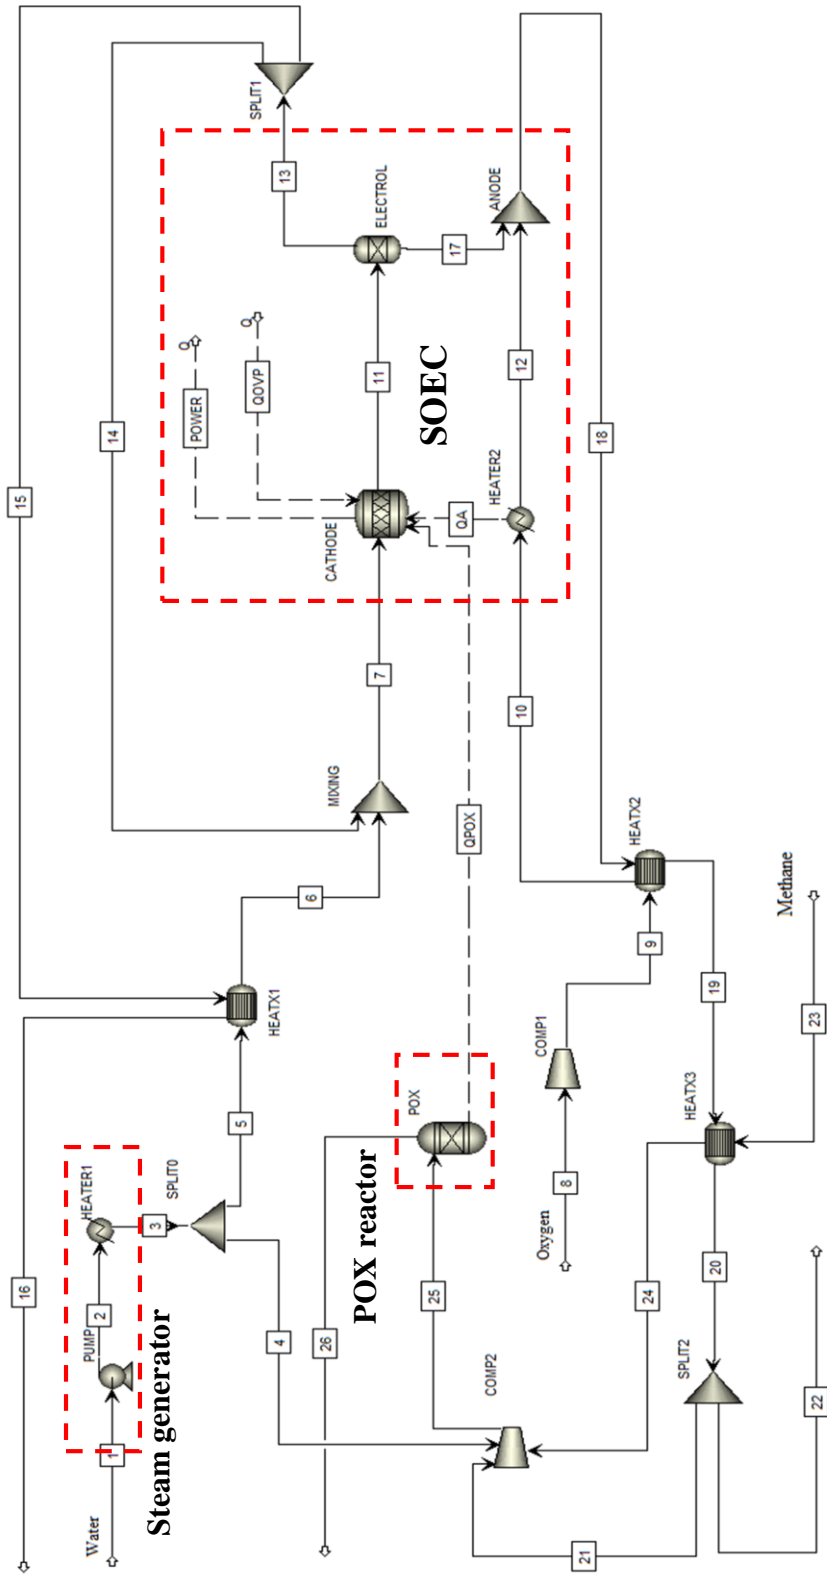 SPLIT1
13
ELECTROL
ANODE
17
Q
Q
POWER
QOVP
11
12
SOEC
14
18
15
CATHODE
QA
HEATER2
7
10
MIXING
QPOX
HEATX2
6
Methane
9
HEATX1
19
23
COMP1
POX
HEATX3
5
8
Oxygen
HEATER1
SPLIT0
3
POX reactor
20
16
2
PUMP
4
26
25
24
COMP2
SPLIT2
22
1
Steam generator
Water
21